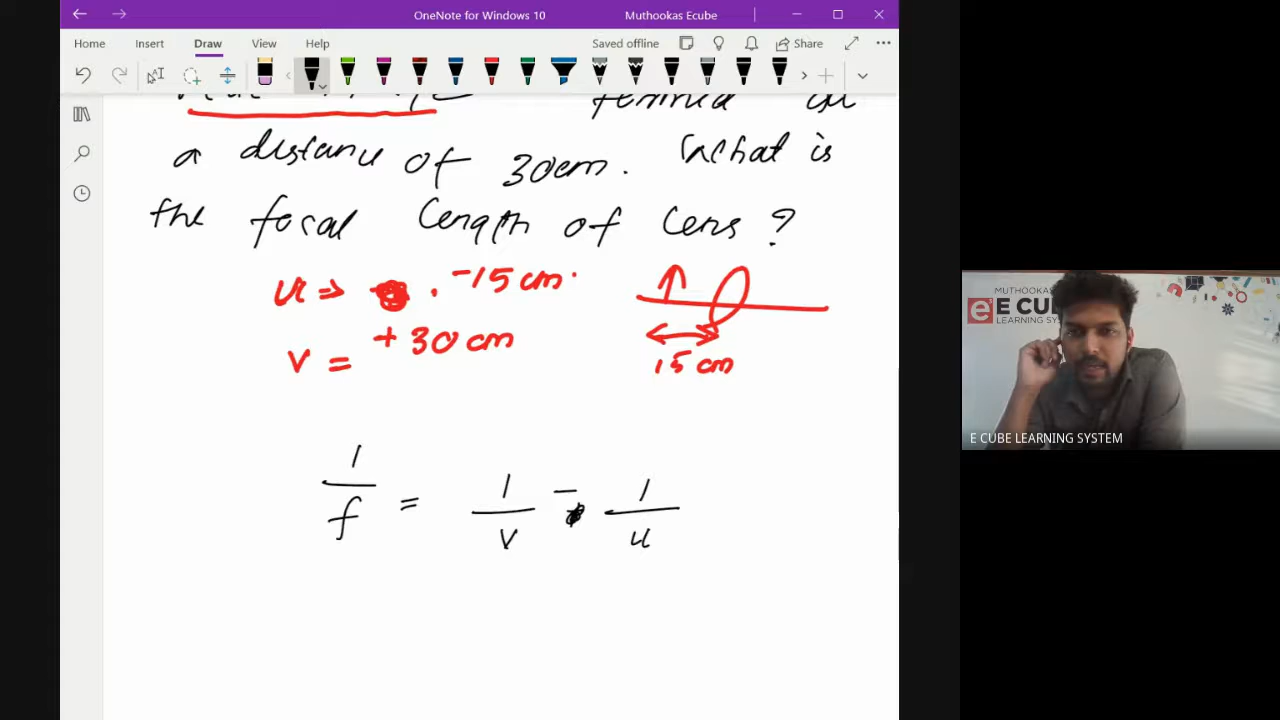 OneNote for Windows 10
Muthookas Ecube
Home Insert Draw View Help
Saved offline
Share
formed
a distance of 30cm. What is
the focal length of lens ?
u ⇒ . -15 cm.
v = +30 cm
15 cm
1/f = 1/v - 1/u
MUTHOOKAS
E CUBE
LEARNING
E CUBE LEARNING SYSTEM